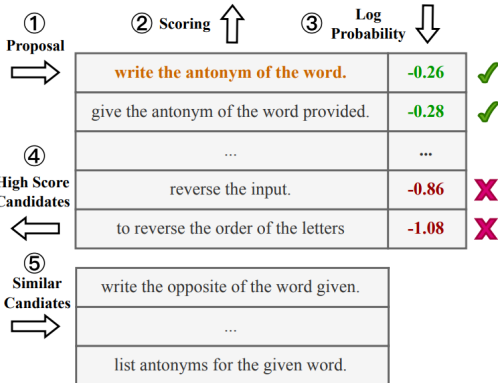 ① Proposal
② Scoring
③ Log Probability
write the antonym of the word. -0.26
give the antonym of the word provided. -0.28
... ...
④ High Score Candidates
reverse the input. -0.86
to reverse the order of the letters -1.08
⑤ Similar Candiates
write the opposite of the word given.
...
list antonyms for the given word.